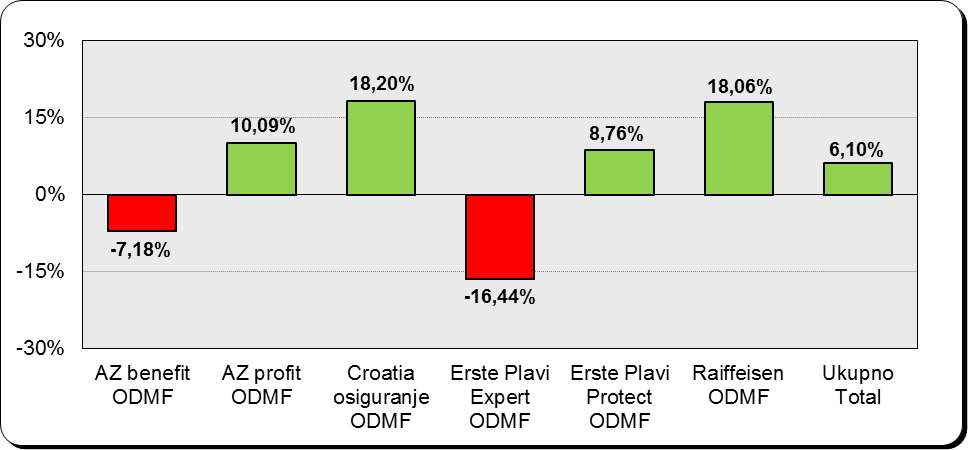 30%
15%
0%
-15%
-30%
-7,18%
10,09%
18,20%
-16,44%
8,76%
18,06%
6,10%
AZ benefit
ODMF
AZ profit
ODMF
Croatia
osiguranje
ODMF
Erste Plavi
Expert
ODMF
Erste Plavi
Protect
ODMF
Raiffeisen
ODMF
Ukupno
Total